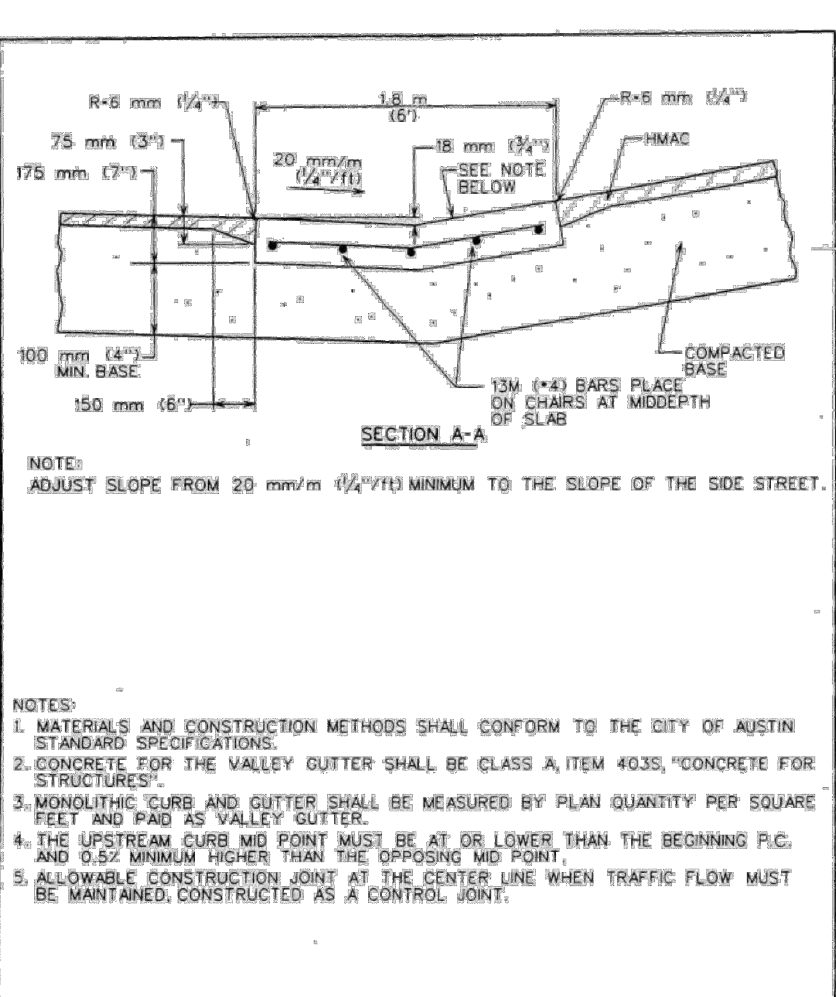 R=6 mm (1/4")
1.8 m
(6')
R=6 mm (1/4")
75 mm (3")
18 mm (3/4")
HMAC
175 mm (7")
20 mm/m
(1/4"/ft)
SEE NOTE
BELOW
100 mm (4")
MIN. BASE
COMPACTED
BASE
150 mm (6")
13M (#4) BARS PLACE
ON CHAIRS AT MIDDEPTH
OF SLAB
SECTION A-A
NOTE:
ADJUST SLOPE FROM 20 mm/m (1/4"/ft) MINIMUM TO THE SLOPE OF THE SIDE STREET.
NOTES:
1. MATERIALS AND CONSTRUCTION METHODS SHALL CONFORM TO THE CITY OF AUSTIN
STANDARD SPECIFICATIONS.
2. CONCRETE FOR THE VALLEY GUTTER SHALL BE CLASS A, ITEM 403S, "CONCRETE FOR
STRUCTURES".
3. MONOLITHIC CURB AND GUTTER SHALL BE MEASURED BY PLAN QUANTITY PER SQUARE
FEET AND PAID AS VALLEY GUTTER.
4. THE UPSTREAM CURB MID POINT MUST BE AT OR LOWER THAN THE BEGINNING P.C.
AND 0.5% MINIMUM HIGHER THAN THE OPPOSING MID POINT.
5. ALLOWABLE CONSTRUCTION JOINT AT THE CENTER LINE WHEN TRAFFIC FLOW MUST
BE MAINTAINED, CONSTRUCTED AS A CONTROL JOINT.